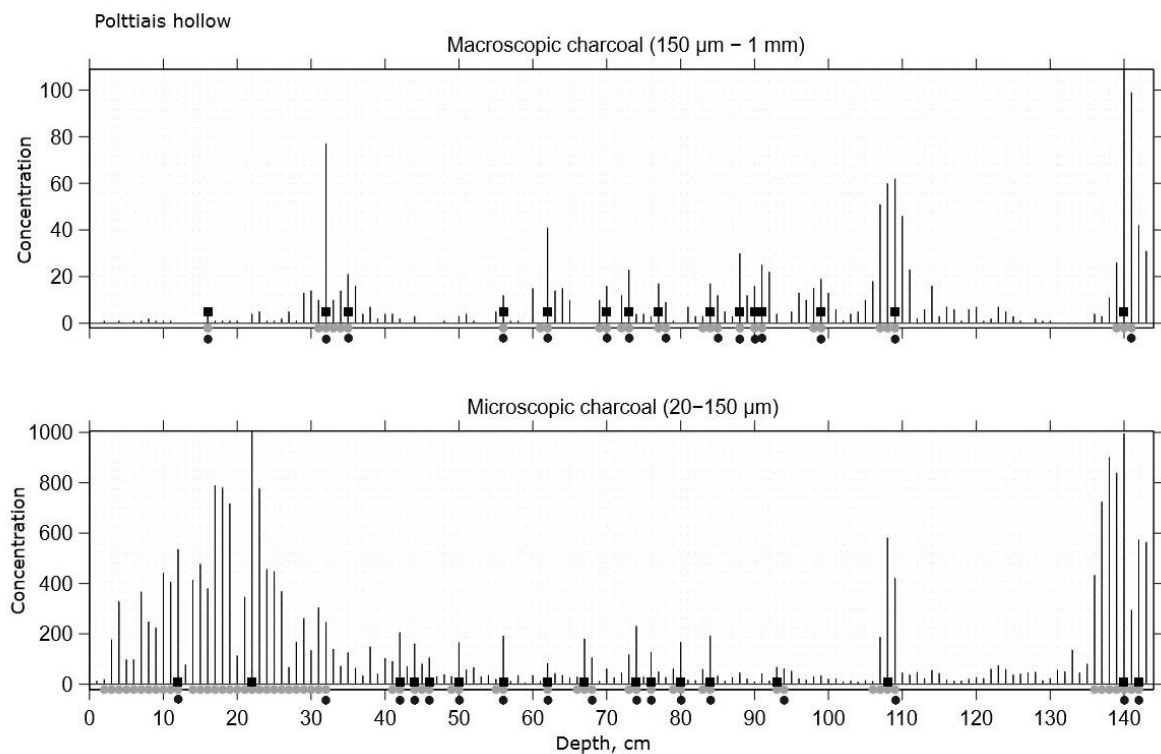 Polttiais hollow
Macroscopic charcoal (150 µm – 1 mm)
Concentration
100
80
60
40
20
0
Microscopic charcoal (20–150 µm)
Concentration
1000
800
600
400
200
0
0 10 20 30 40 50 60 70 80 90 100 110 120 130 140
Depth, cm